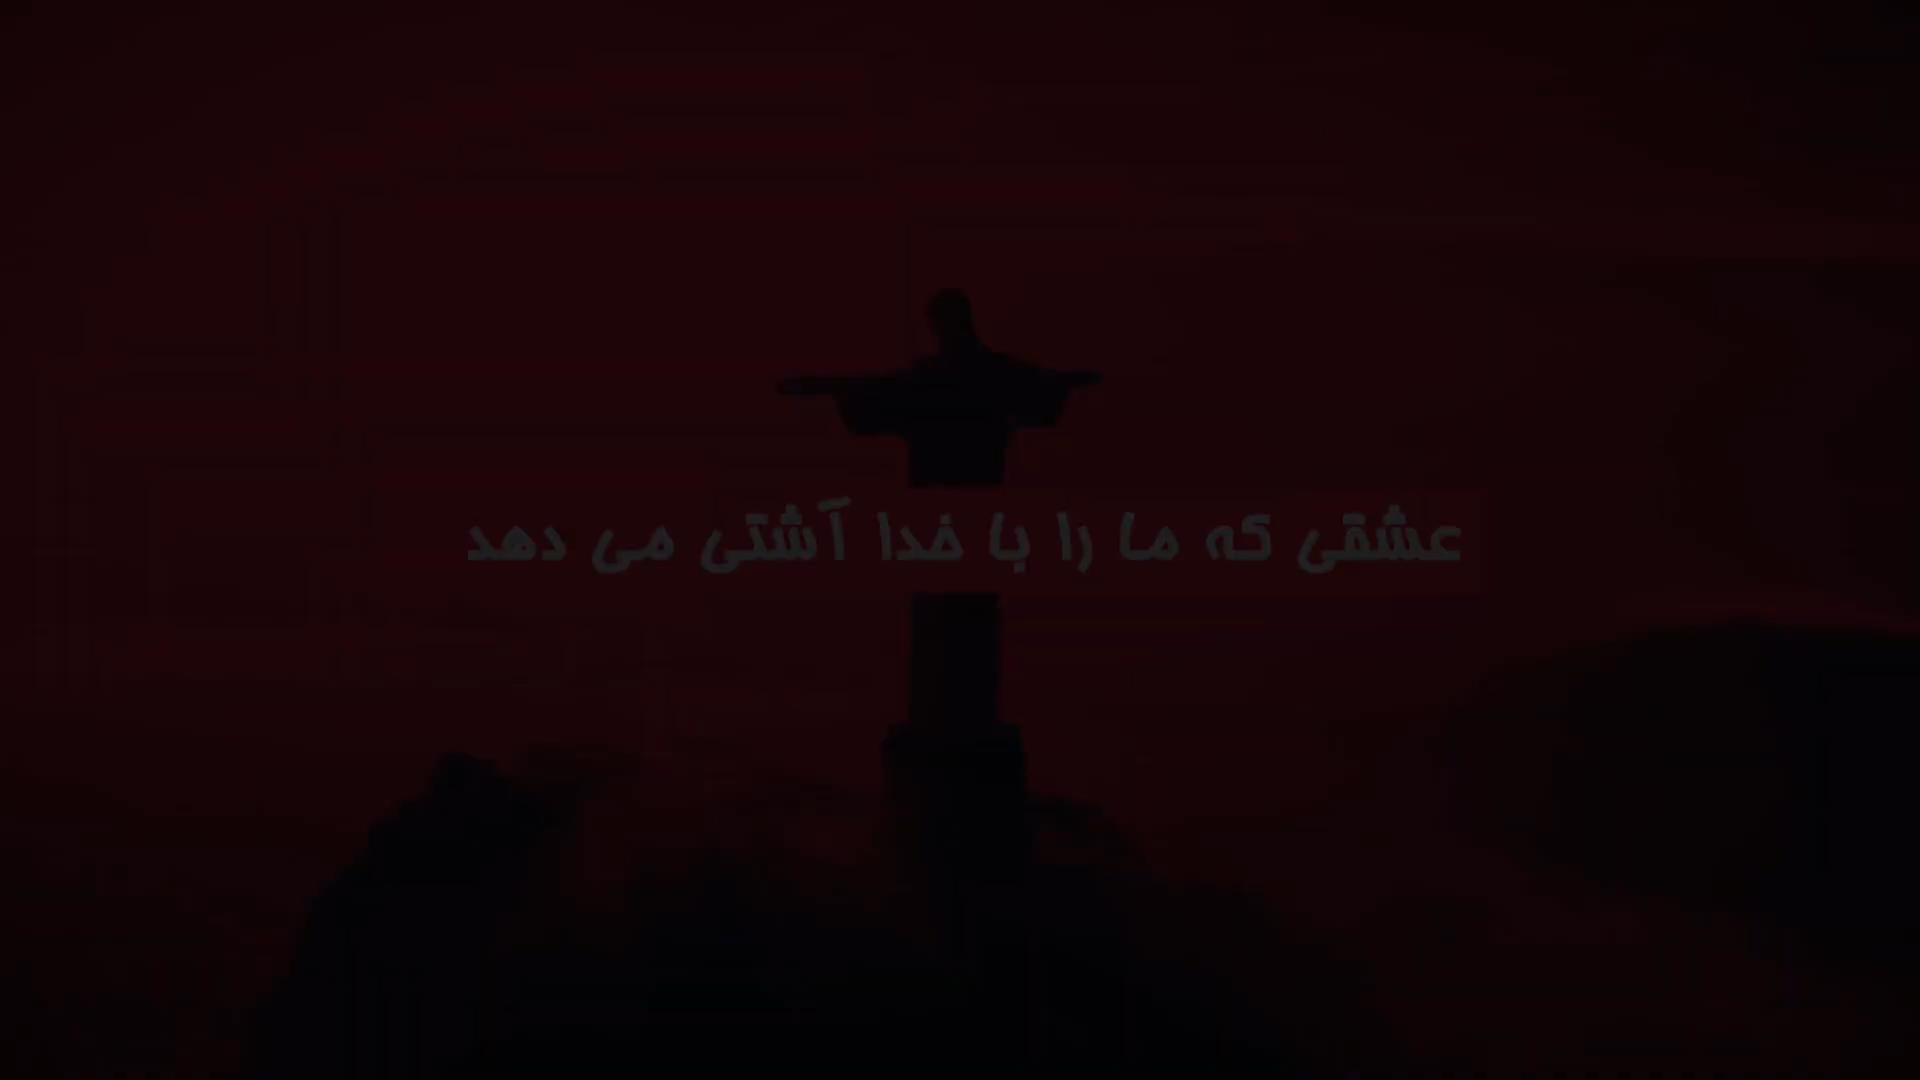 عشقی که ما را با خدا آشتی می دهد